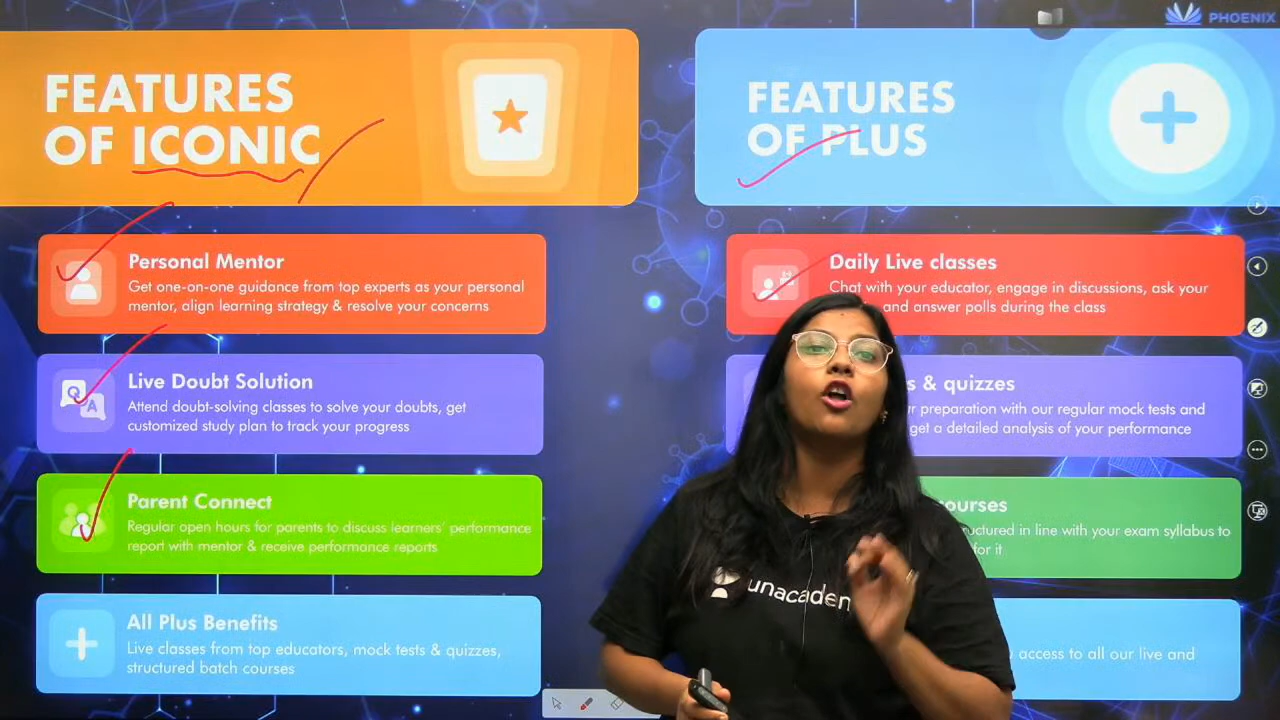 PHOENIX
FEATURES
OF ICONIC
Personal Mentor
Get one-on-one guidance from top experts as your personal
mentor, align learning strategy & resolve your concerns
Live Doubt Solution
Attend doubt-solving classes to solve your doubts, get
customized study plan to track your progress
Q
A
Parent Connect
Regular open hours for parents to discuss learners' performance
report with mentor & receive performance reports
All Plus Benefits
Live classes from top educators, mock tests & quizzes,
structured batch courses
FEATURES
OF PLUS
Daily Live classes
Chat with your educator, engage in discussions, ask your
and answer polls during the class
& quizzes
preparation with our regular mock tests and
get a detailed analysis of your performance
in line with your exam syllabus to
for it
access to all our live and